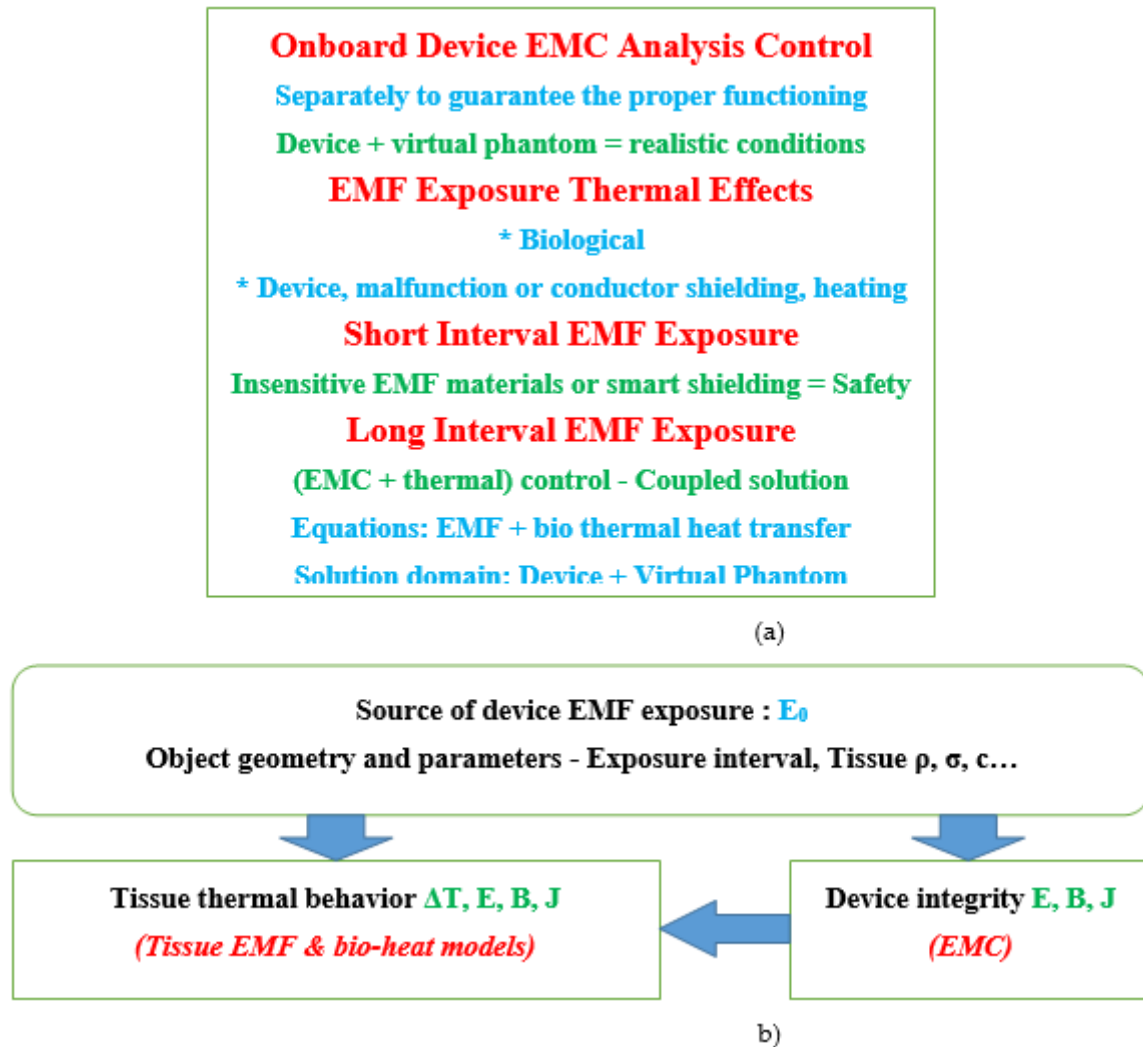 Onboard Device EMC Analysis Control
Separately to guarantee the proper functioning
Device + virtual phantom = realistic conditions
EMF Exposure Thermal Effects
* Biological
* Device, malfunction or conductor shielding, heating
Short Interval EMF Exposure
Insensitive EMF materials or smart shielding = Safety
Long Interval EMF Exposure
(EMC + thermal) control - Coupled solution
Equations: EMF + bio thermal heat transfer
Solution domain: Device + Virtual Phantom
(a)
Source of device EMF exposure : E₀
Object geometry and parameters - Exposure interval, Tissue ρ, σ, c…
Tissue thermal behavior ΔT, E, B, J
(Tissue EMF & bio-heat models)
Device integrity E, B, J
(EMC)
b)